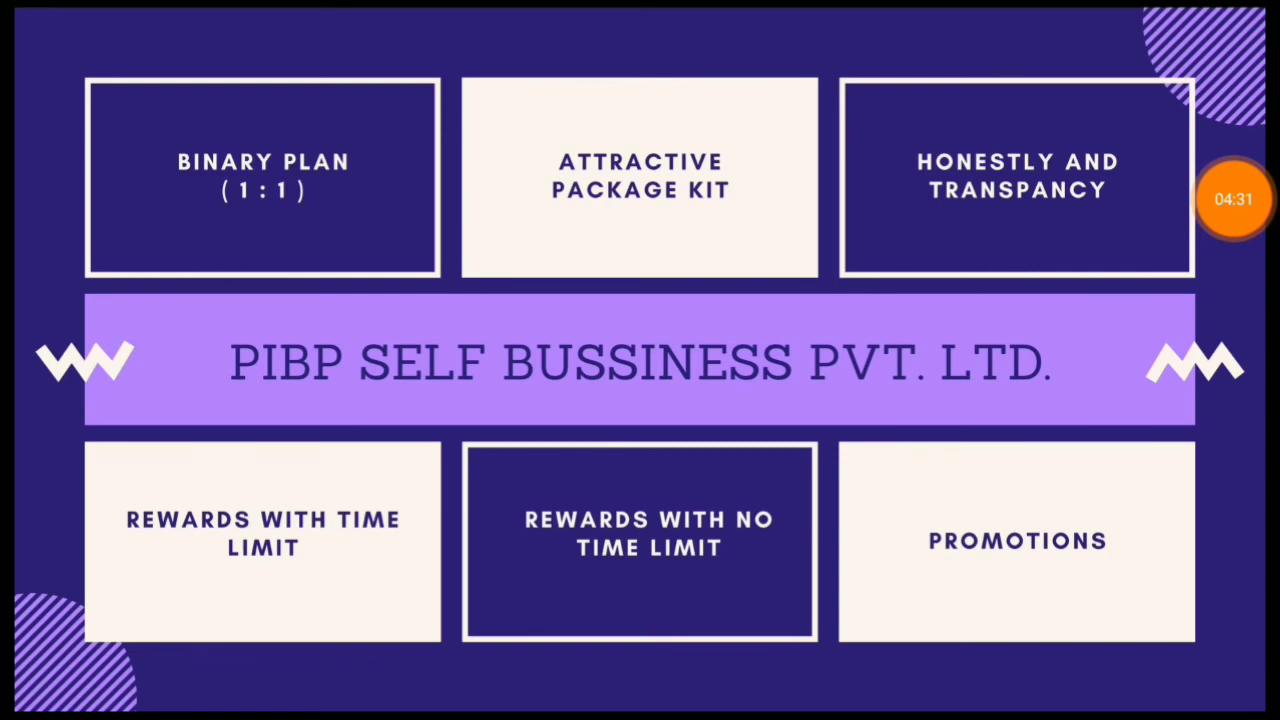 BINARY PLAN
( 1 : 1 )
ATTRACTIVE
PACKAGE KIT
HONESTLY AND
TRANSPANCY
04:31
PIBP SELF BUSSINESS PVT. LTD.
REWARDS WITH TIME
LIMIT
REWARDS WITH NO
TIME LIMIT
PROMOTIONS